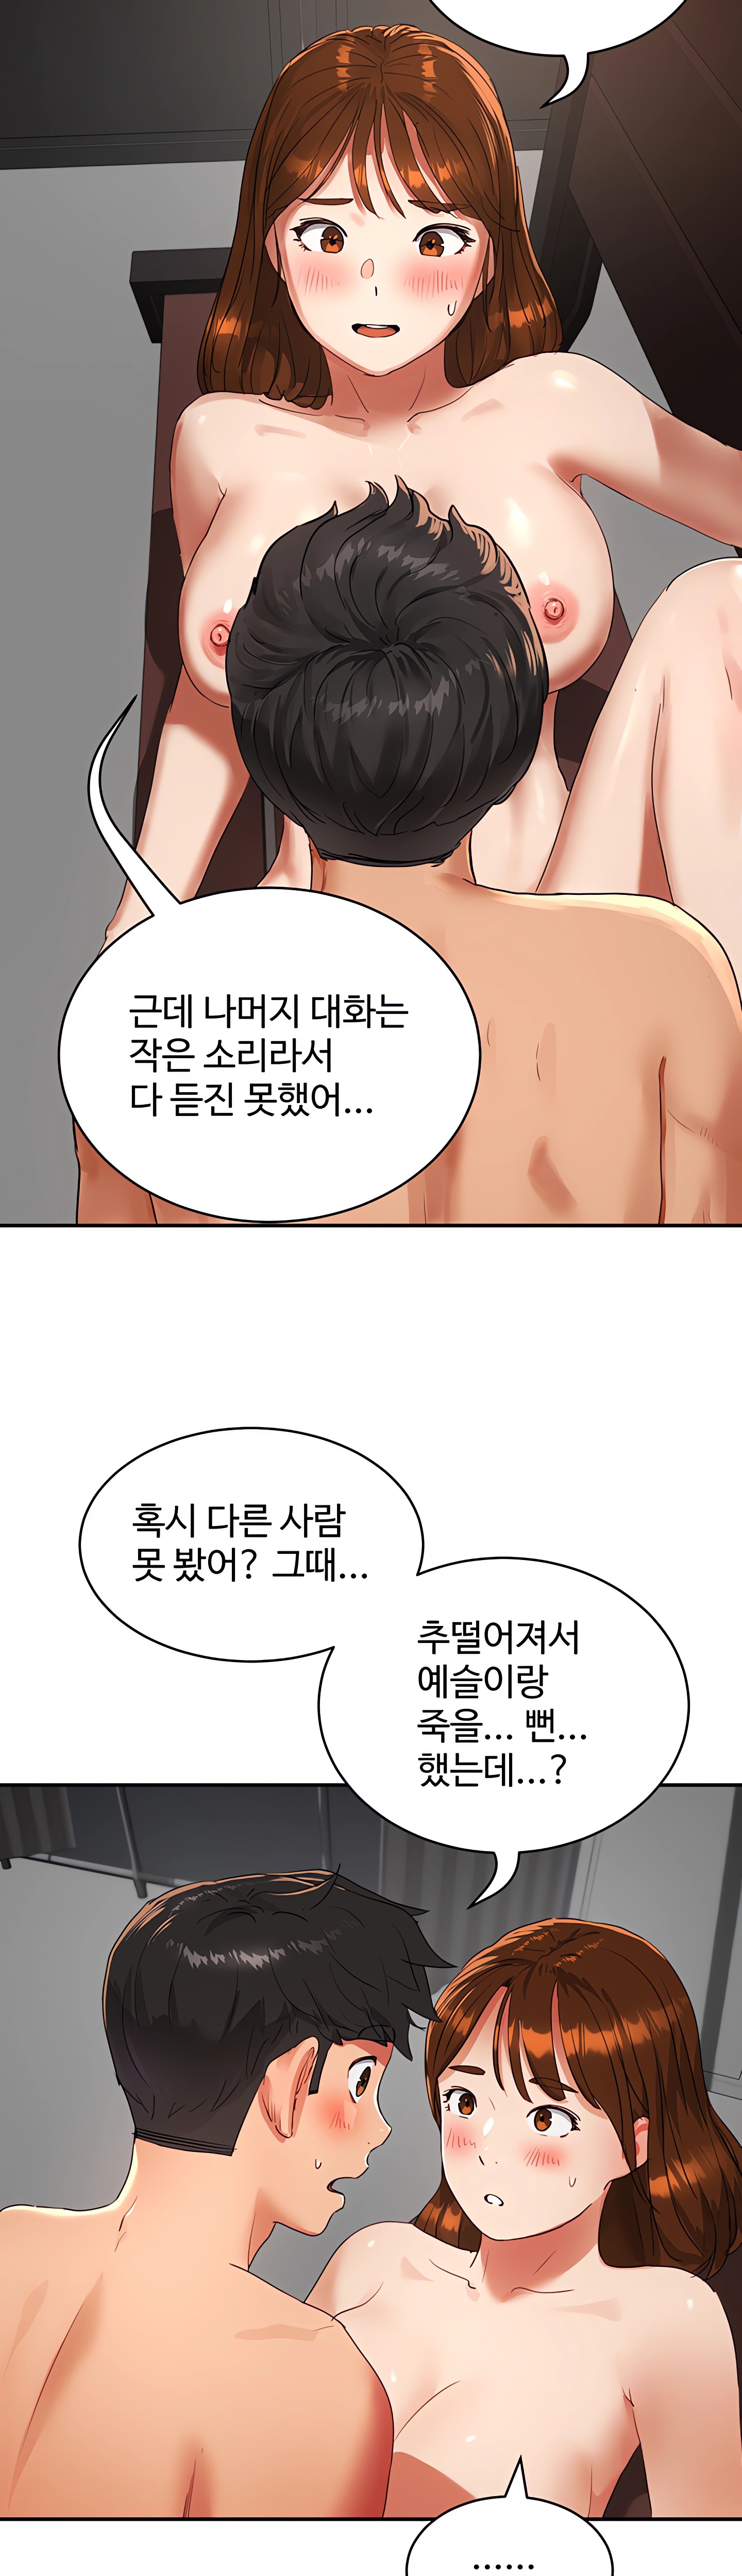 근데 나머지 대화는
작은 소리라서
다 듣진 못했어...
혹시 다른 사람
못 봤어? 그때...
추떨어져서
예슬이랑
죽을... 뻔...
했는데...?
......